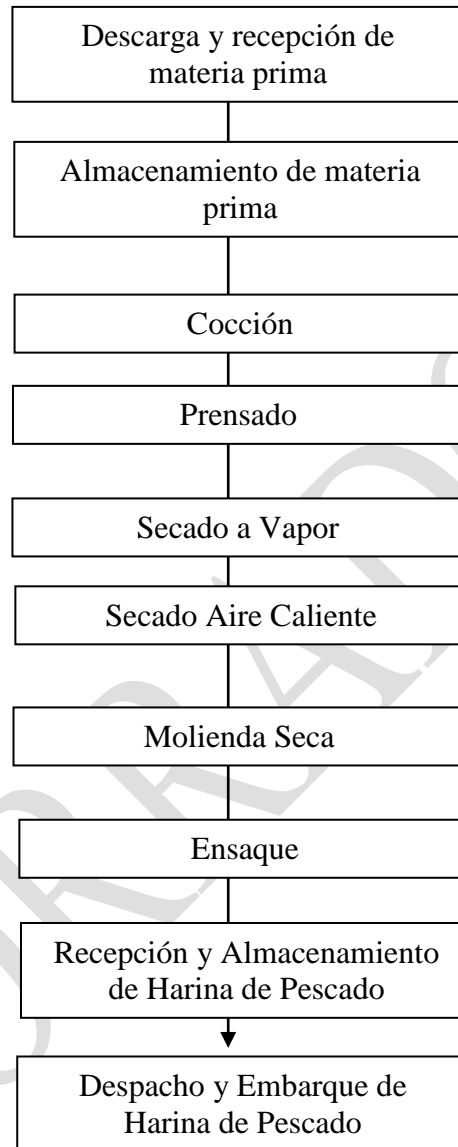 Descarga y recepción de
materia prima
Almacenamiento de materia
prima
Cocción
Prensado
Secado a Vapor
Secado Aire Caliente
Molienda Seca
Ensaque
Recepción y Almacenamiento
de Harina de Pescado
Despacho y Embarque de
Harina de Pescado